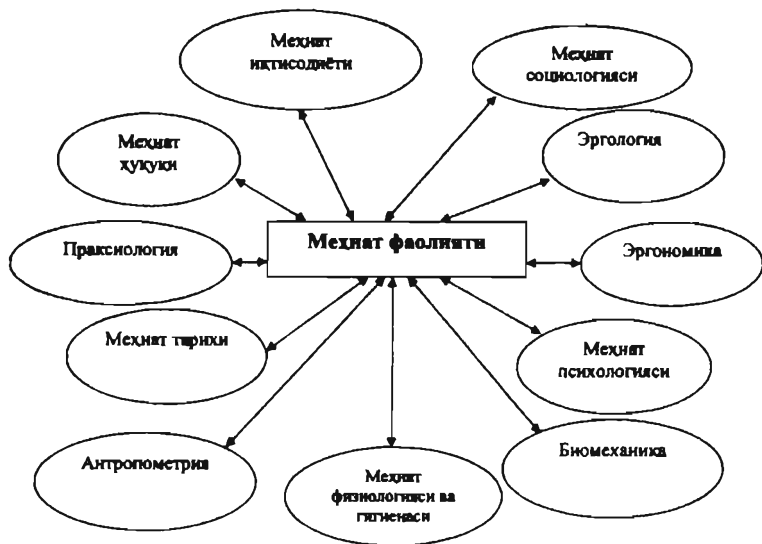 Меҳнат
иқтисодиёти
Меҳнат
социологияси
Меҳнат
ҳуқуқи
Эргология
Меҳнат фаолияти
Праксиология
Эргономика
Меҳнат тарихи
Меҳнат
психологияси
Антропометрия
Меҳнат
физиологияси ва
гигиенаси
Биомеханика